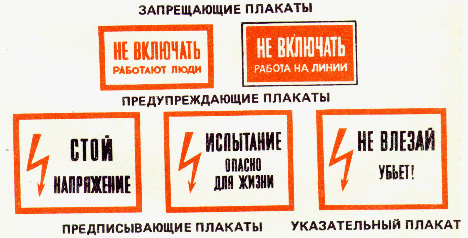 ЗАПРЕЩАЮЩИЕ ПЛАКАТЫ
НЕ ВКЛЮЧАТЬ
РАБОТАЮТ ЛЮДИ
НЕ ВКЛЮЧАТЬ
РАБОТА НА ЛИНИИ
ПРЕДУПРЕЖДАЮЩИЕ ПЛАКАТЫ
СТОЙ
НАПРЯЖЕНИЕ
ИСПЫТАНИЕ
ОПАСНО
ДЛЯ ЖИЗНИ
НЕ ВЛЕЗАЙ
УБЬЕТ!
ПРЕДПИСЫВАЮЩИЕ ПЛАКАТЫ
УКАЗАТЕЛЬНЫЙ ПЛАКАТ